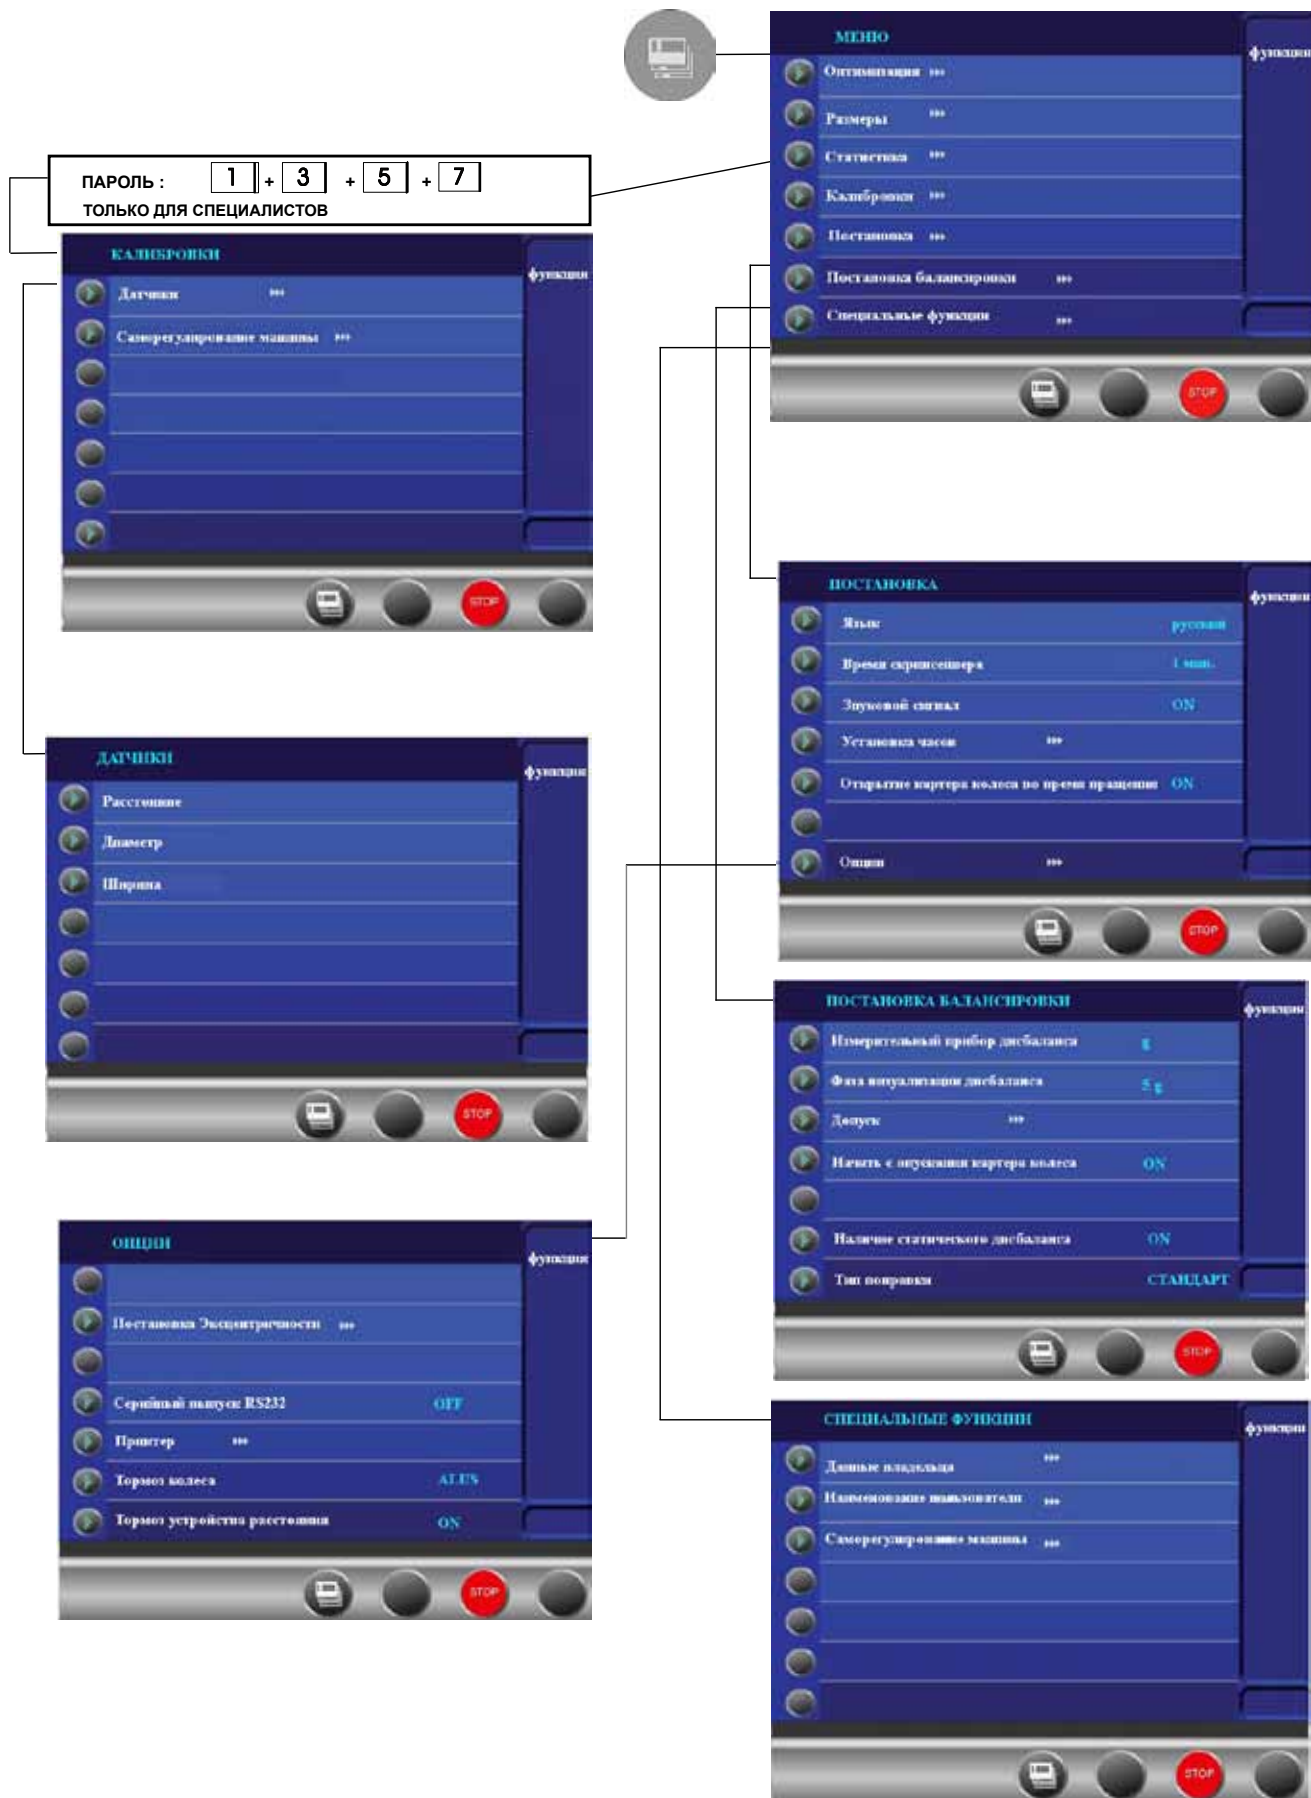 МЕНЮ
функции
Оптимизация »»»
Размеры »»»
Статистика »»»
Калибровки »»»
Постановка »»»
Постановка балансировки »»»
Специальные функции »»»
STOP
ПАРОЛЬ : 1 + 3 + 5 + 7
ТОЛЬКО ДЛЯ СПЕЦИАЛИСТОВ
КАЛИБРОВКИ
функции
Датчики »»»
Саморегулирование машины »»»
STOP
ПОСТАНОВКА
функции
Язык русский
Время скринсейвера 1 мин.
Звуковой сигнал ON
Установка часов »»»
Открытие картера колеса во время вращения ON
Опции »»»
STOP
ДАТЧИКИ
функции
Расстояние
Диаметр
Ширина
STOP
ПОСТАНОВКА БАЛАНСИРОВКИ
функции
Измерительный прибор дисбаланса g
Фаза визуализации дисбаланса 5 g
Допуск »»»
Начать с опускания картера колеса ON
Наличие статического дисбаланса ON
Тип поправки СТАНДАРТ
STOP
ОПЦИИ
функции
Постановка Эксцентричности »»»
Серийный выпуск RS232 OFF
Принтер »»»
Тормоз колеса ALUS
Тормоз устройства расстояния ON
STOP
СПЕЦИАЛЬНЫЕ ФУНКЦИИ
функции
Данные владельца »»»
Наименование пользователя »»»
Саморегулирование машины »»»
STOP